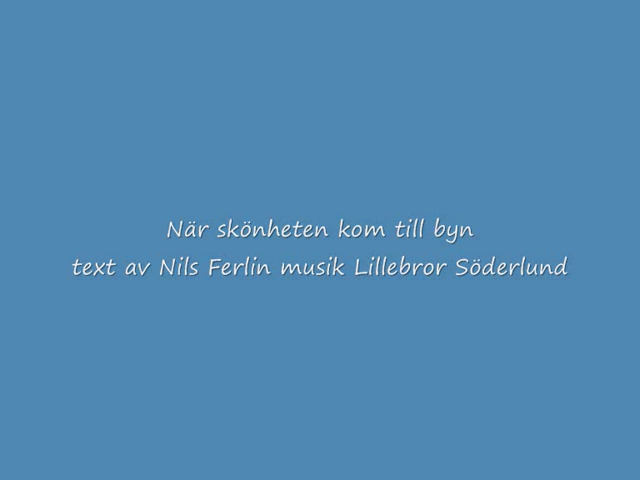 När skönheten kom till byn
text av Nils Ferlin musik Lillebror Söderlund